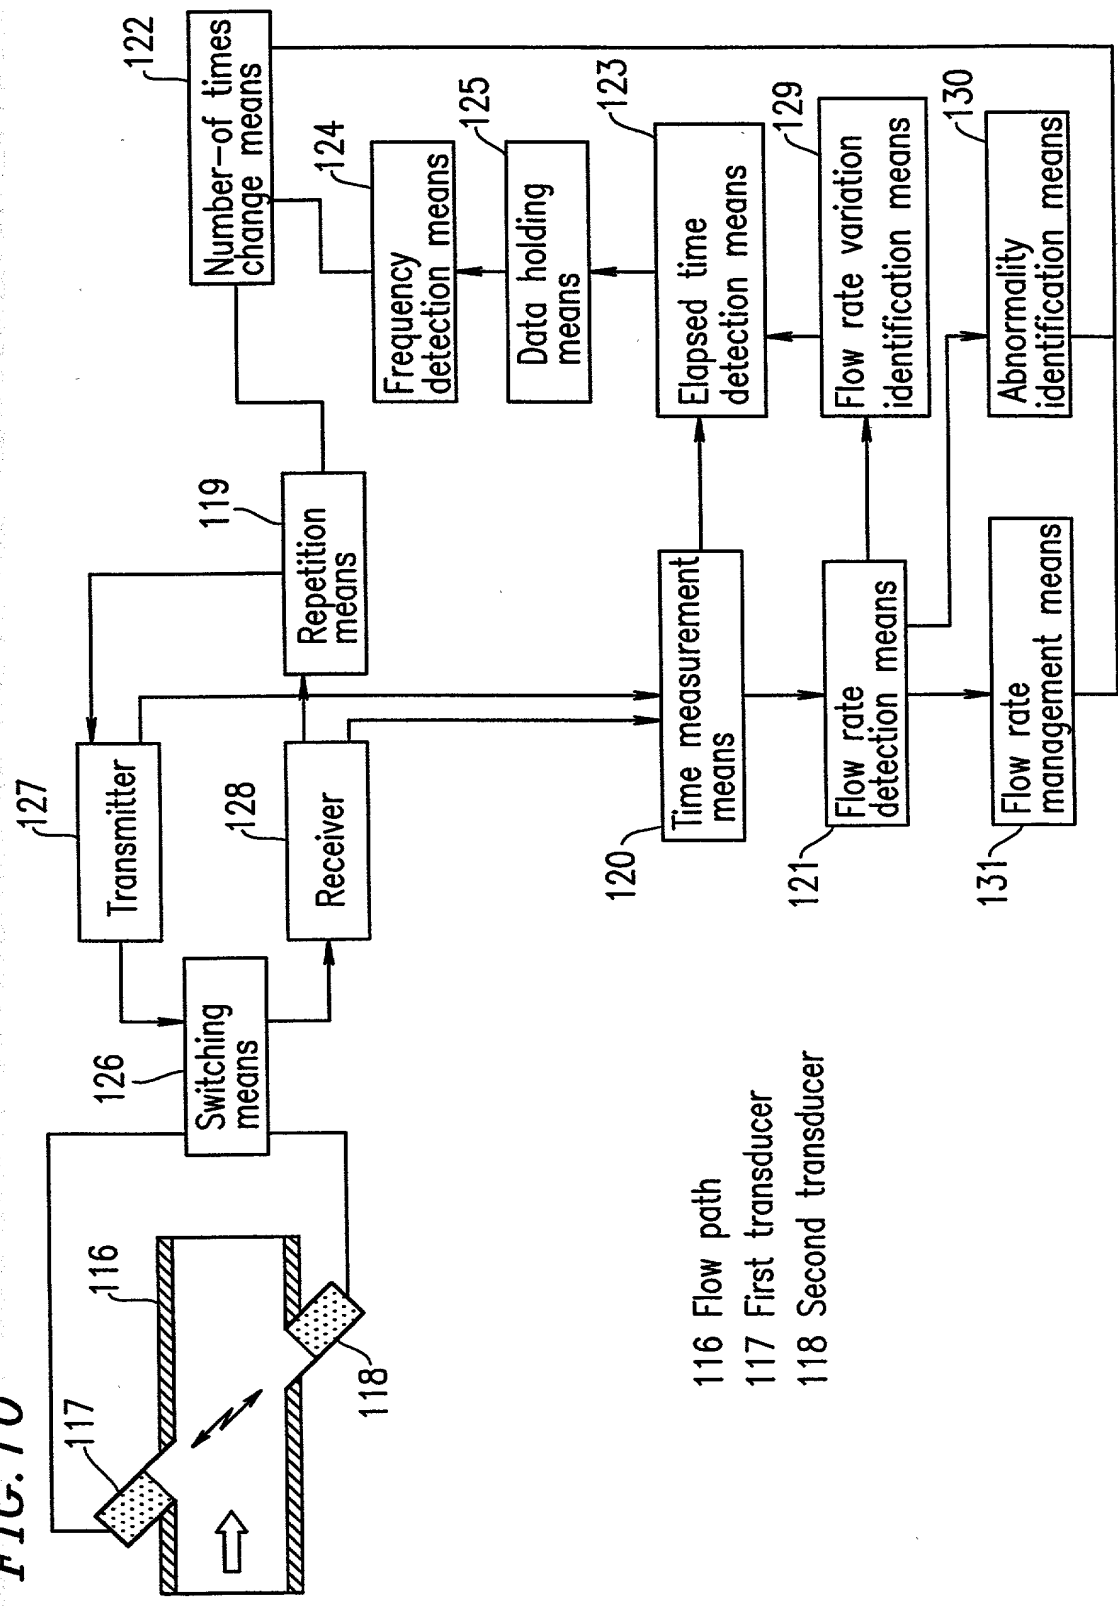 FIG.
127
Transmitter
117
116
126
Switching
means
119
Repetition
means
122
Number-of times
change means
128
Receiver
118
124
Frequency
detection means
125
Data holding
means
120
Time measurement
means
123
Elapsed time
detection means
121
Flow rate
detection means
129
Flow rate variation
identification means
131
Flow rate
management means
130
Abnormality
identification means
116 Flow path
117 First transducer
118 Second transducer